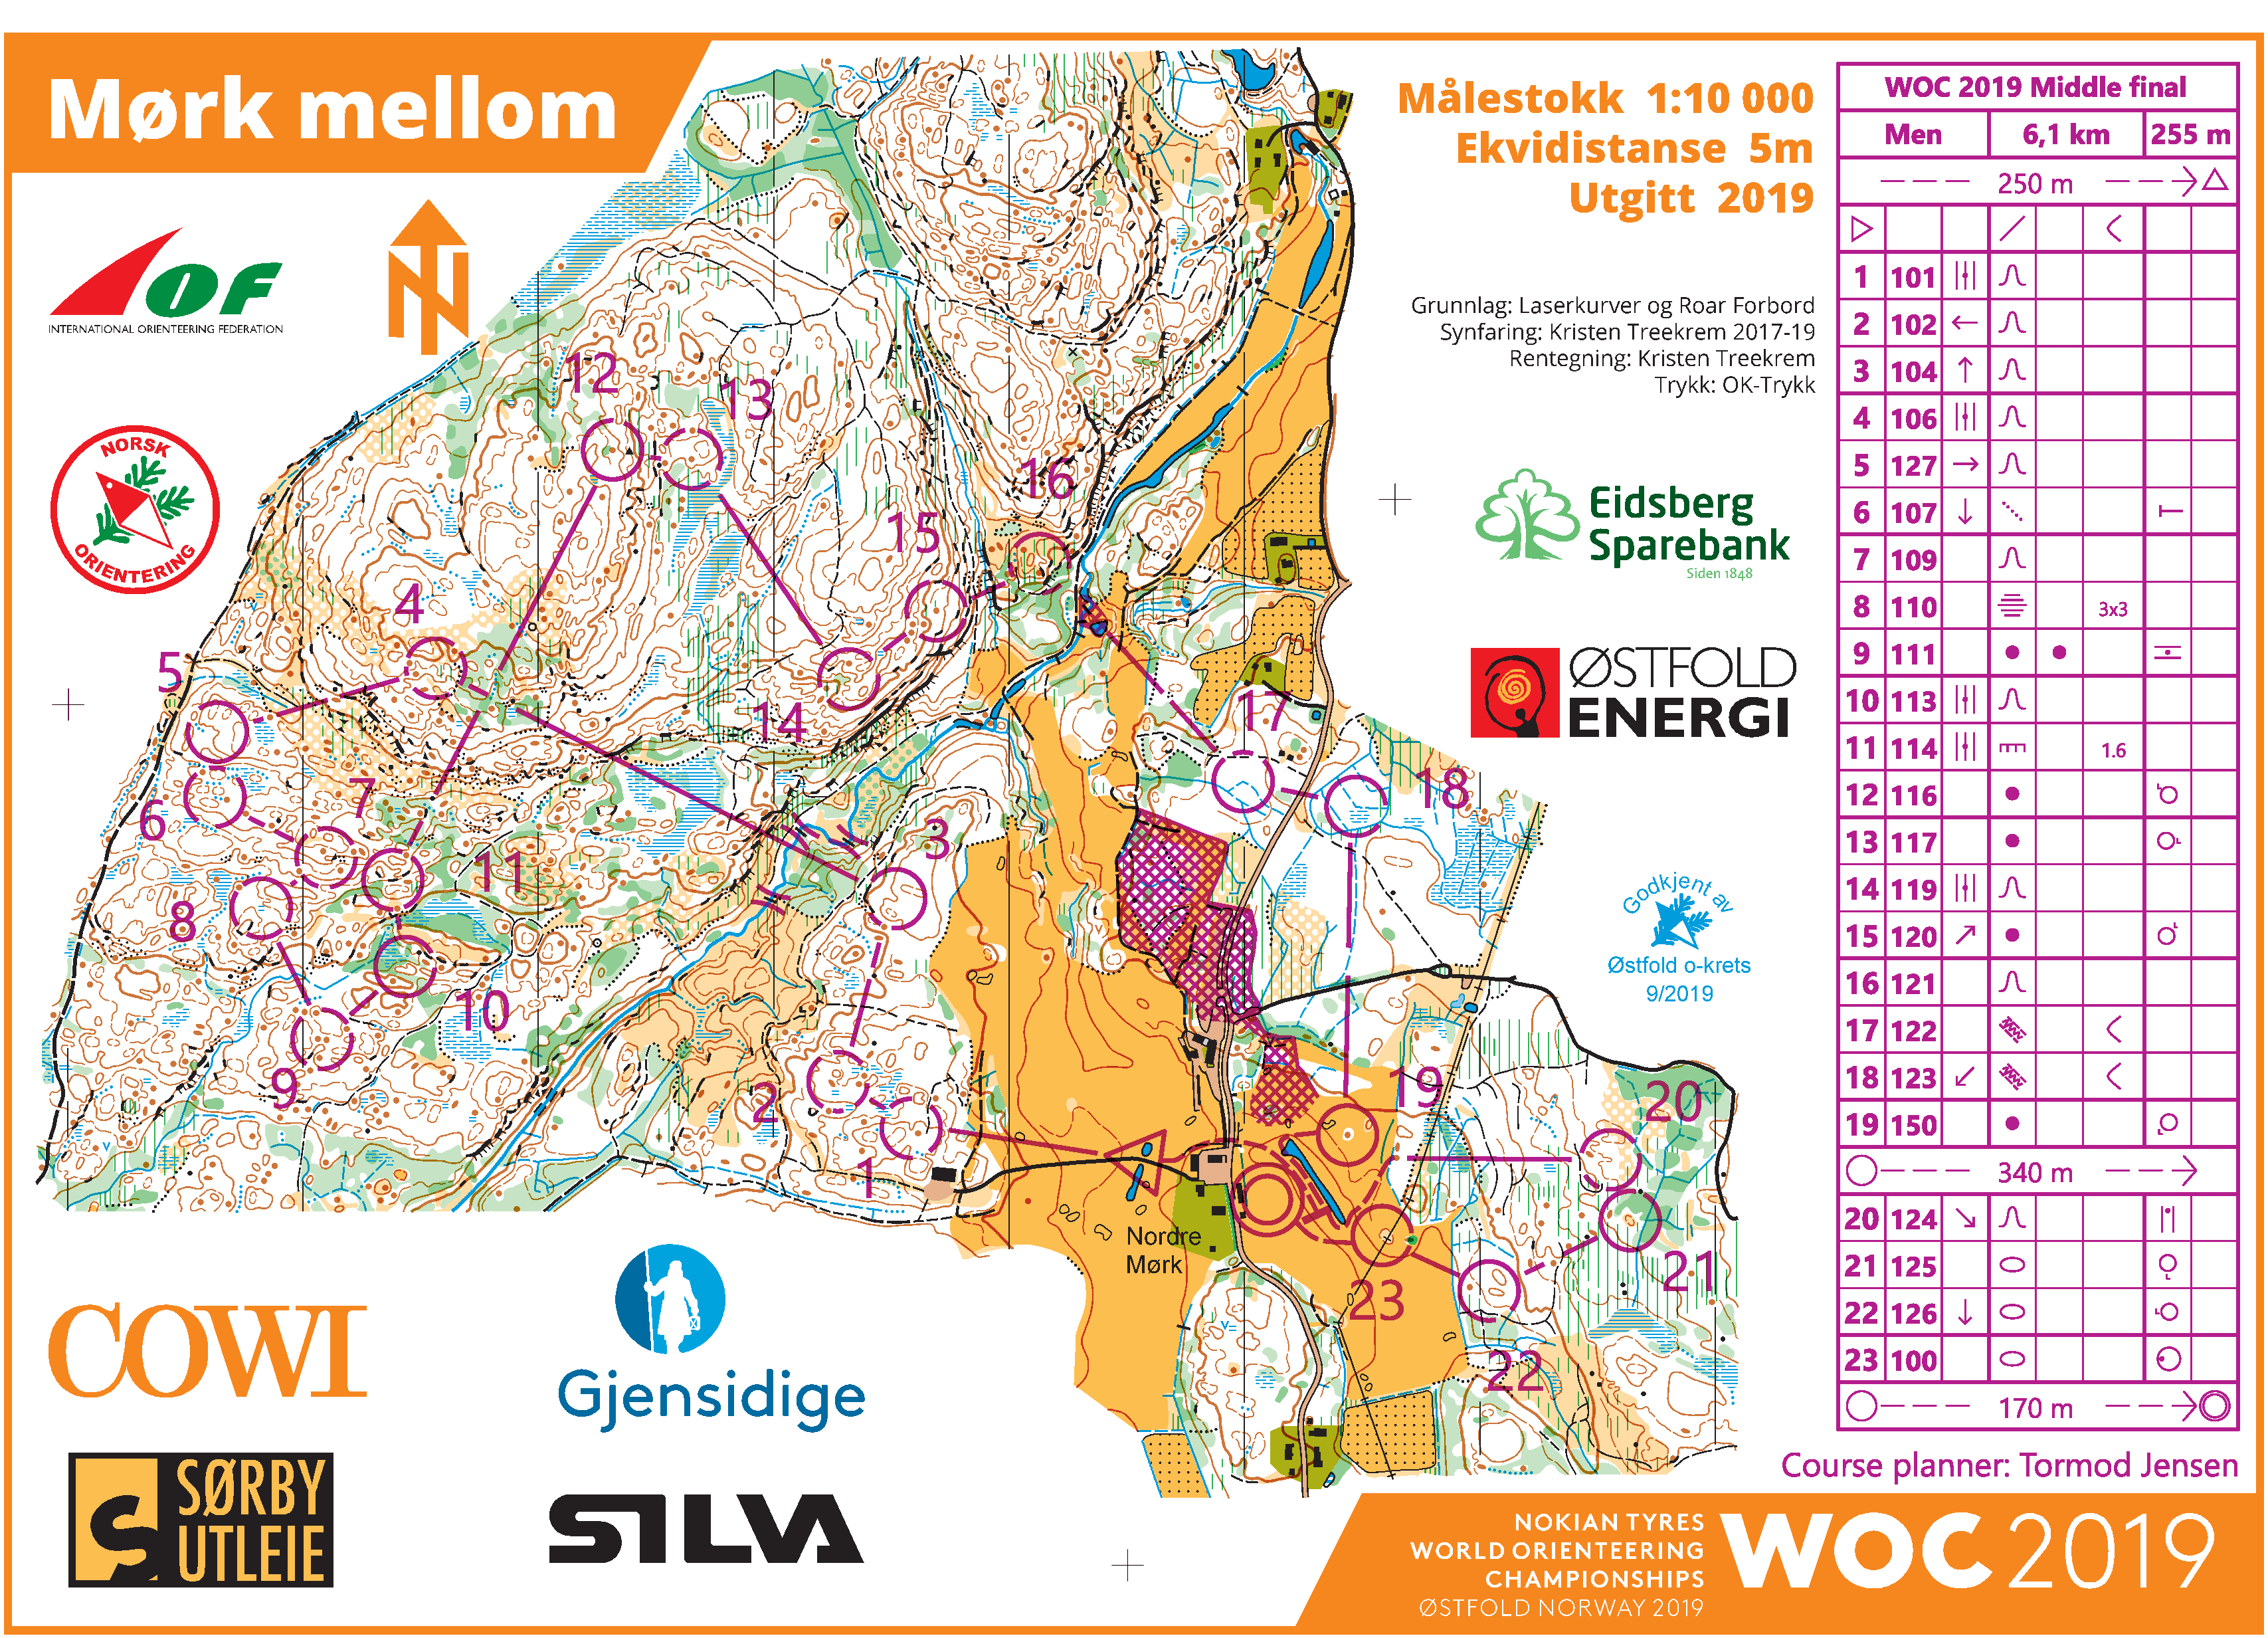 Mørk mellom
Målestokk 1:10 000
Ekvidistanse 5m
Utgitt 2019
Grunnlag: Laserkurver og Roar Forbord
Synfaring: Kristen Treekrem 2017-19
Rentegning: Kristen Treekrem
Trykk: OK-Trykk
IOF
INTERNATIONAL ORIENTEERING FEDERATION
N
NORSK
ORIENTERING
Eidsberg
Sparebank
Siden 1848
ØSTFOLD
ENERGI
Godkjent av
Østfold o-krets
9/2019
12
13
16
15
4
5
14
17
7
18
6
3
11
8
10
9
2
19
20
1
Nordre
Mørk
21
23
22
COWI
Gjensidige
SØRBY
UTLEIE
SILVA
WOC 2019 Middle final
Men 6,1 km 255 m
250 m
1 101
2 102
3 104
4 106
5 127
6 107
7 109
8 110 3x3
9 111
10 113
11 114 1.6
12 116
13 117
14 119
15 120
16 121
17 122
18 123
19 150
340 m
20 124
21 125
22 126
23 100
170 m
Course planner: Tormod Jensen
NOKIAN TYRES
WORLD ORIENTEERING
CHAMPIONSHIPS
ØSTFOLD NORWAY 2019
WOC 2019